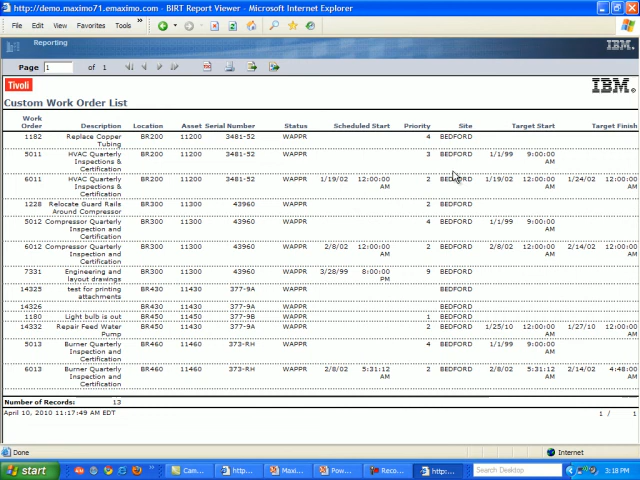 http://demo.maximo71.emaximo.com - BIRT Report Viewer - Microsoft Internet Explorer
File View Favorites Tools »
Reporting IBM
Page 1 of 1
Tivoli IBM
Custom Work Order List
Work Order Description Location Asset Serial Number Status Scheduled Start Priority Site Target Start Target Finish
1182 Replace Copper Tubing BR200 11200 3481-52 WAPPR 4 BEDFORD
5011 HVAC Quarterly Inspections & Certification BR200 11200 3481-52 WAPPR 3 BEDFORD 1/1/99 9:00:00 AM
6011 HVAC Quarterly Inspections & Certification BR200 11200 3481-52 WAPPR 1/19/02 12:00:00 AM 2 BEDFORD 1/19/02 12:00:00 AM 1/24/02 12:00:00 AM
1228 Relocate Guard Rails Around Compressor BR300 11300 43960 WAPPR 2 BEDFORD
5012 Compressor Quarterly Inspection and Certification BR300 11300 43960 WAPPR 4 BEDFORD 1/1/99 9:00:00 AM
6012 Compressor Quarterly Inspection and Certification BR300 11300 43960 WAPPR 2/8/02 12:00:00 AM 2 BEDFORD 2/8/02 12:00:00 AM 2/14/02 12:00:00 AM
7331 Engineering and layout drawings BR300 11300 43960 WAPPR 3/28/99 8:00:00 PM 9 BEDFORD
14325 test for printing attachments BR430 11430 377-9A WAPPR BEDFORD
14326 BR430 11430 377-9A WAPPR BEDFORD
1180 Light bulb is out BR450 11450 377-9B WAPPR 1 BEDFORD
14332 Repair Feed Water Pump BR450 11430 377-9A WAPPR 2 BEDFORD 1/25/10 12:00:00 AM 1/27/10 12:00:00 AM
5013 Burner Quarterly Inspection and Certification BR460 11460 373-RH WAPPR 4 BEDFORD 1/1/99 9:00:00 AM
6013 Burner Quarterly Inspection and Certification BR460 11460 373-RH WAPPR 2/8/02 5:31:12 AM 2 BEDFORD 2/8/02 5:31:12 AM 2/14/02 4:48:00 AM
Number of Records: 13
April 10, 2010 11:17:49 AM EDT 1 / 1
Done Internet
start » Cam... http... Maxi... Pow... Reco... http:... Search Desktop 3:18 PM